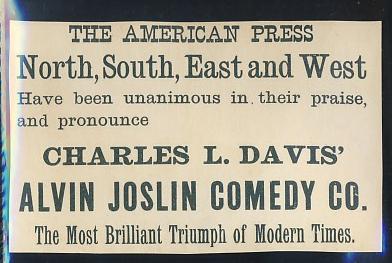 THE AMERICAN PRESS
North, South, East and West
Have been unanimous in their praise,
and pronounce
CHARLES L. DAVIS'
ALVIN JOSLIN COMEDY CO.
The Most Brilliant Triumph of Modern Times.